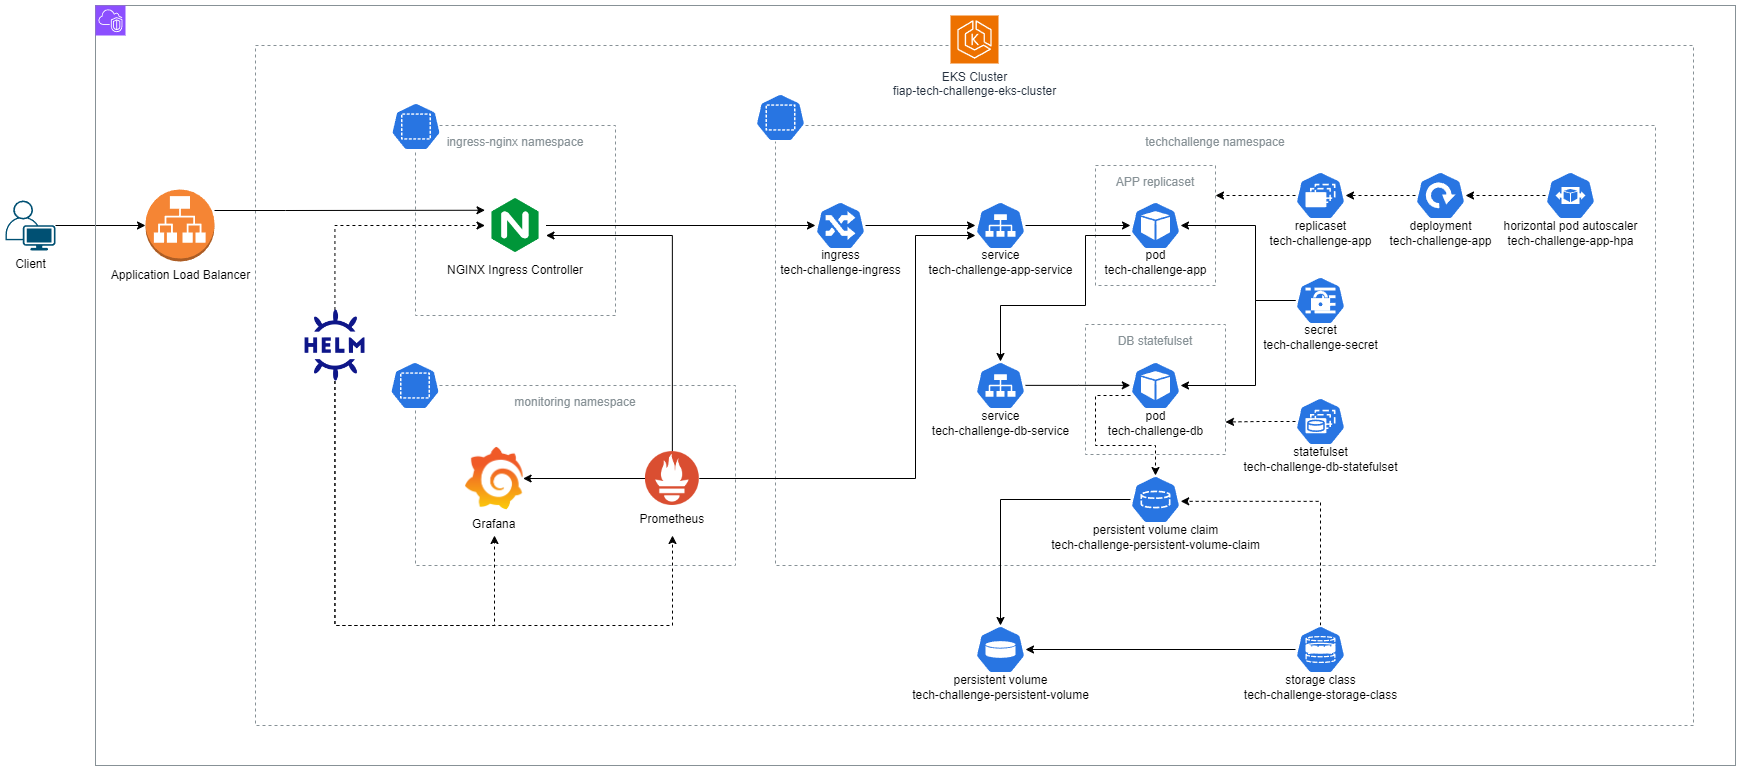 EKS Cluster
fiap-tech-challenge-eks-cluster
ingress-nginx namespace
techchallenge namespace
APP replicaset
Client
Application Load Balancer
NGINX Ingress Controller
ingress
tech-challenge-ingress
service
tech-challenge-app-service
pod
tech-challenge-app
replicaset
tech-challenge-app
deployment
tech-challenge-app
horizontal pod autoscaler
tech-challenge-app-hpa
secret
tech-challenge-secret
HELM
DB statefulset
monitoring namespace
service
tech-challenge-db-service
pod
tech-challenge-db
statefulset
tech-challenge-db-statefulset
Grafana
Prometheus
persistent volume claim
tech-challenge-persistent-volume-claim
persistent volume
tech-challenge-persistent-volume
storage class
tech-challenge-storage-class